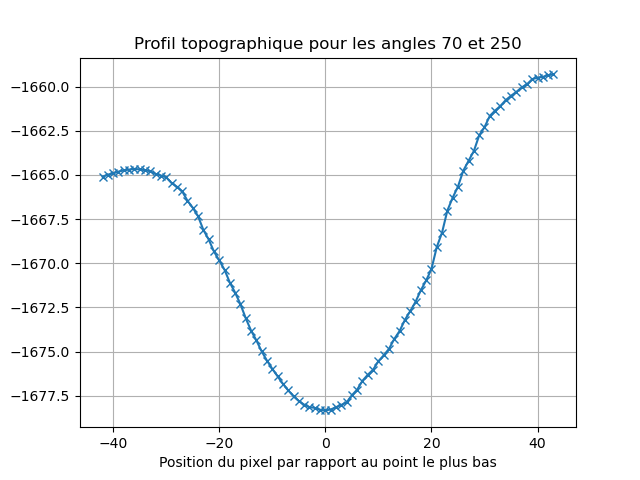 Profil topographique pour les angles 70 et 250
−1660.0
−1662.5
−1665.0
−1667.5
−1670.0
−1672.5
−1675.0
−1677.5
−40 −20 0 20 40
Position du pixel par rapport au point le plus bas